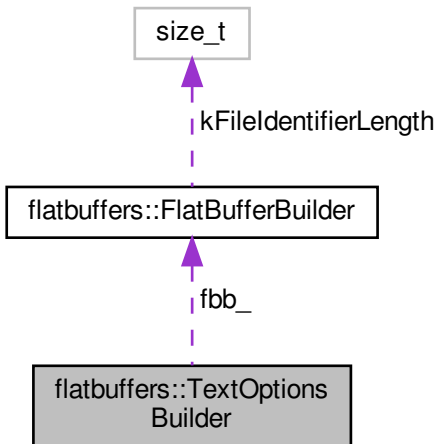 size_t
kFileIdentifierLength
flatbuffers::FlatBufferBuilder
fbb_
flatbuffers::TextOptions
Builder